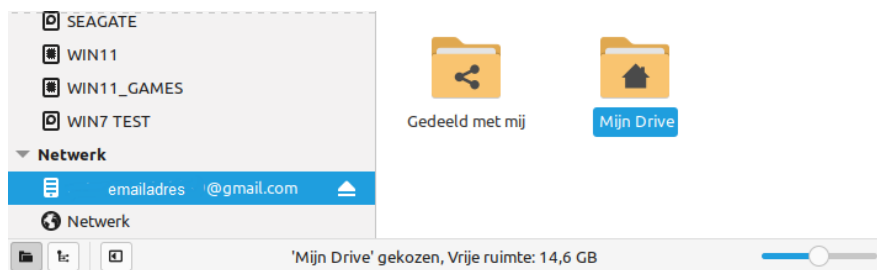 SEAGATE
WIN11
WIN11_GAMES
WIN7 TEST
Netwerk
emailadres @gmail.com
Netwerk
Gedeeld met mij
Mijn Drive
'Mijn Drive' gekozen, Vrije ruimte: 14,6 GB